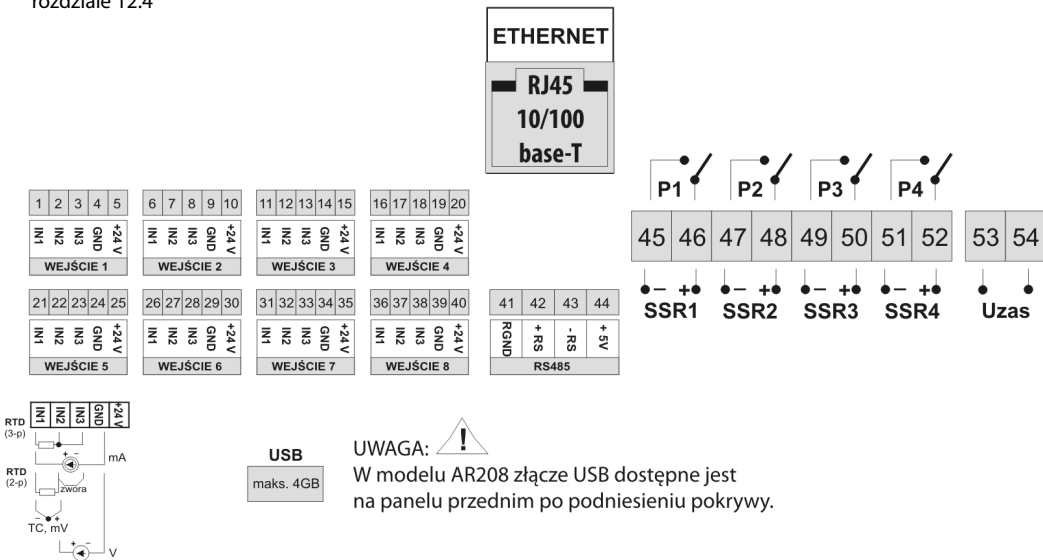 rozdziale 12.4
ETHERNET
RJ45
10/100
base-T
P1 P2 P3 P4
1 2 3 4 5 6 7 8 9 10 11 12 13 14 15 16 17 18 19 20
IN1 IN2 IN3 GND +24 V IN1 IN2 IN3 GND +24 V IN1 IN2 IN3 GND +24 V IN1 IN2 IN3 GND +24 V
WEJŚCIE 1 WEJŚCIE 2 WEJŚCIE 3 WEJŚCIE 4
45 46 47 48 49 50 51 52 53 54
– + – + – + – +
SSR1 SSR2 SSR3 SSR4 Uzas
21 22 23 24 25 26 27 28 29 30 31 32 33 34 35 36 37 38 39 40 41 42 43 44
IN1 IN2 IN3 GND +24 V IN1 IN2 IN3 GND +24 V IN1 IN2 IN3 GND +24 V IN1 IN2 IN3 GND +24 V RGND + RS - RS + 5V
WEJŚCIE 5 WEJŚCIE 6 WEJŚCIE 7 WEJŚCIE 8 RS485
IN1 IN2 IN3 GND +24 V
RTD
(3-p)
+ –
mA
RTD
(2-p)
zwora
– +
TC, mV
+ –
V
USB
maks. 4GB
UWAGA: !
W modelu AR208 złącze USB dostępne jest
na panelu przednim po podniesieniu pokrywy.